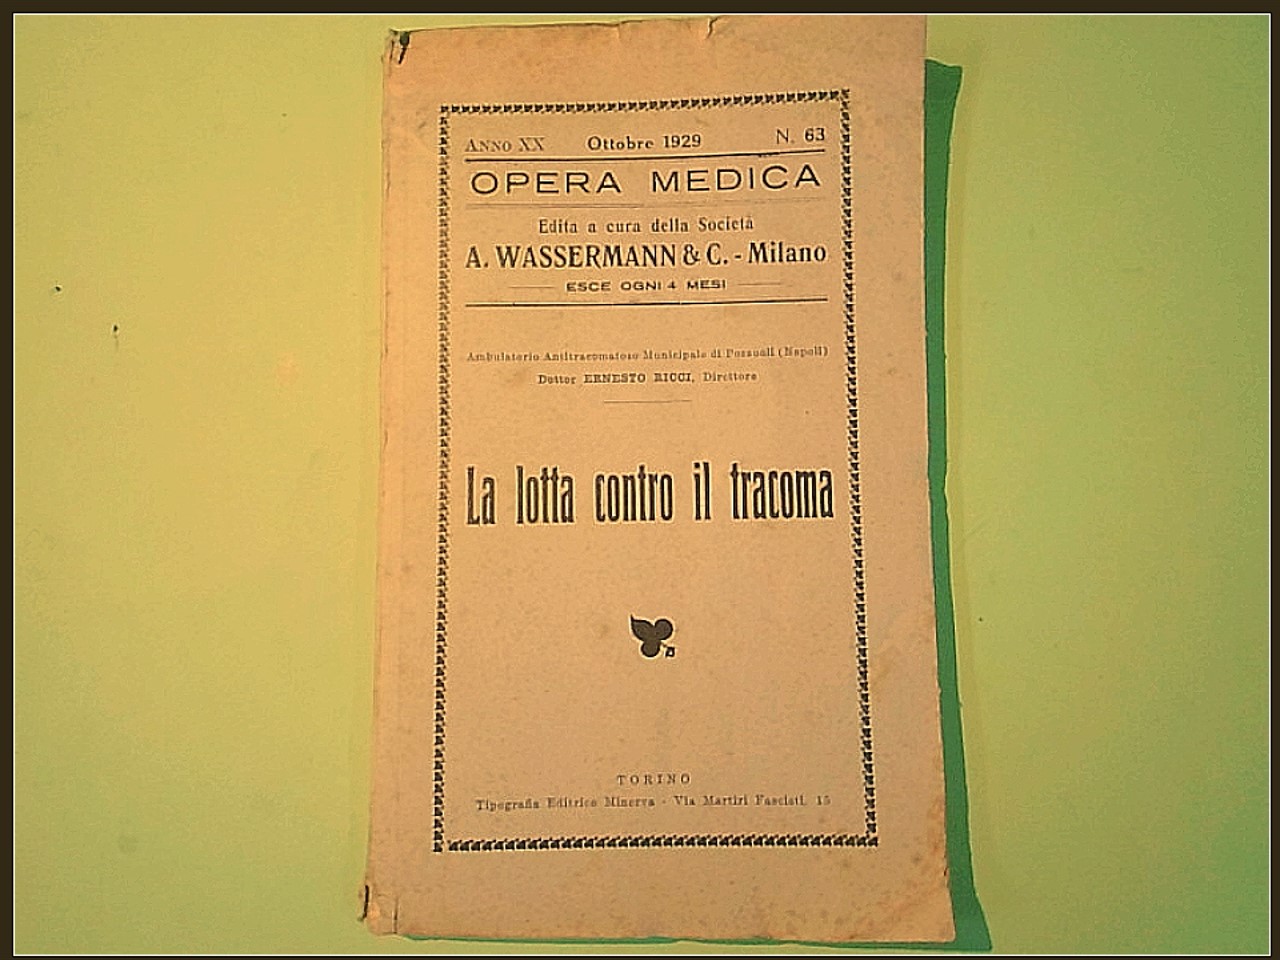 ANNO XX Ottobre 1929 N. 63
OPERA MEDICA
Edita a cura della Società
A. WASSERMANN & C. - Milano
ESCE OGNI 4 MESI
Ambulatorio Antitracomatoso Municipale di Pozzuoli (Napoli)
Dottor ERNESTO RICCI, Direttore
La lotta contro il tracoma
TORINO
Tipografia Editrice Minerva - Via Martiri Fascisti, 15